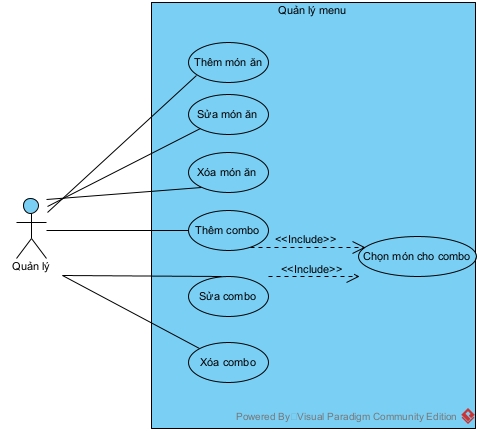 Quản lý menu
Thêm món ăn
Sửa món ăn
Xóa món ăn
Thêm combo
<<Include>>
Chọn món cho combo
Quản lý
<<Include>>
Sửa combo
Xóa combo
Powered By Visual Paradigm Community Edition